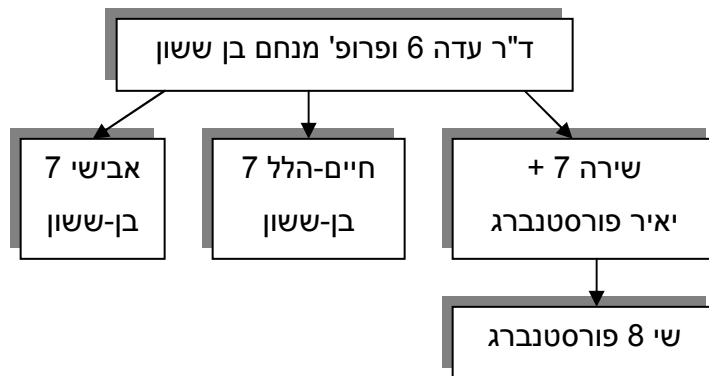 ד"ר עדה 6 ופרופ' מנחם בן ששון
שירה 7 +
יאיר פורסטנברג
חיים-הלל 7
בן-ששון
אבישי 7
בן-ששון
שי 8 פורסטנברג